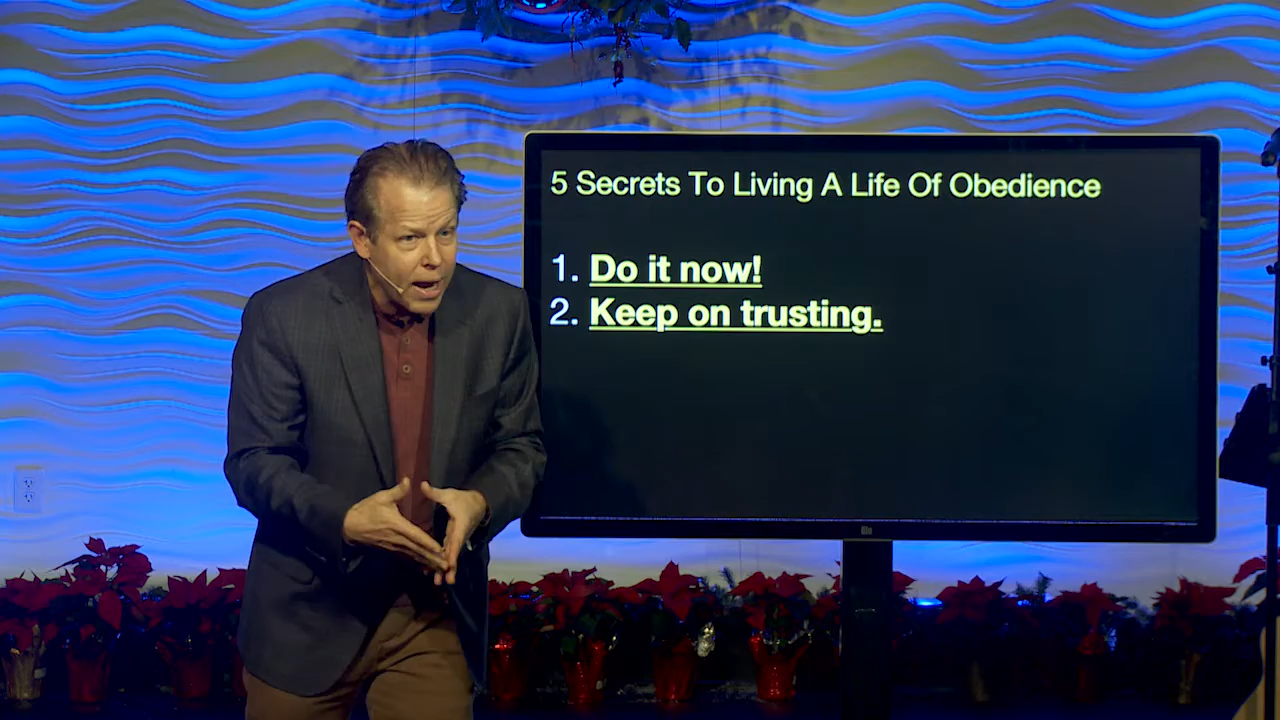 5 Secrets To Living A Life Of Obedience
1. Do it now!
2. Keep on trusting.